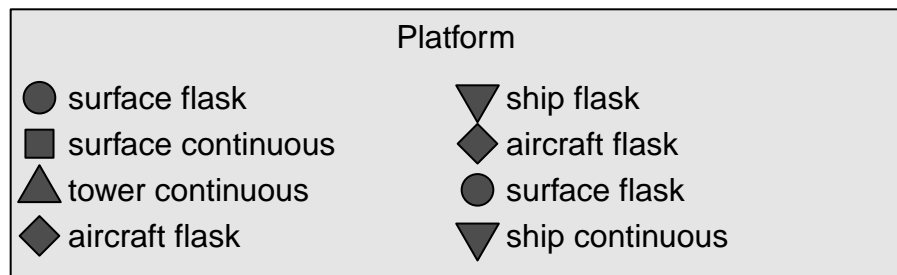 Platform
surface flask
surface continuous
tower continuous
aircraft flask
ship flask
aircraft flask
surface flask
ship continuous